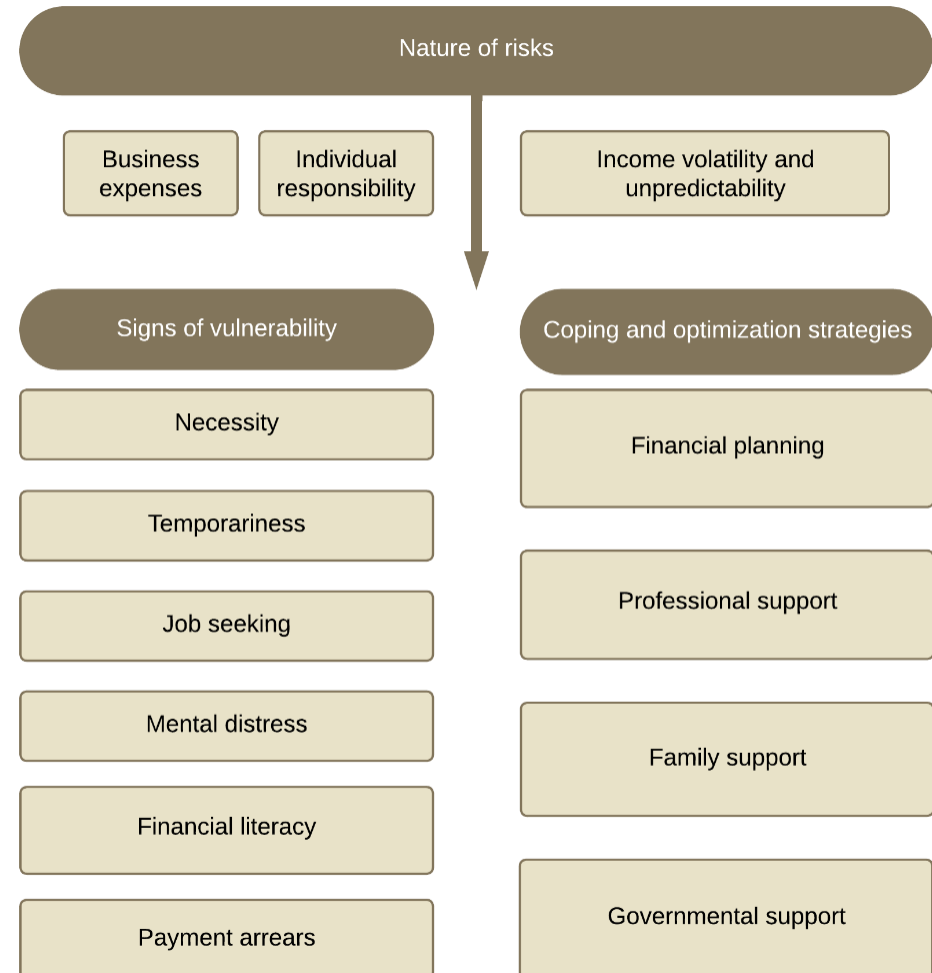 Nature of risks
Business
expenses
Individual
responsibility
Income volatility and
unpredictability
Signs of vulnerability
Necessity
Temporariness
Job seeking
Mental distress
Financial literacy
Payment arrears
Coping and optimization strategies
Financial planning
Professional support
Family support
Governmental support